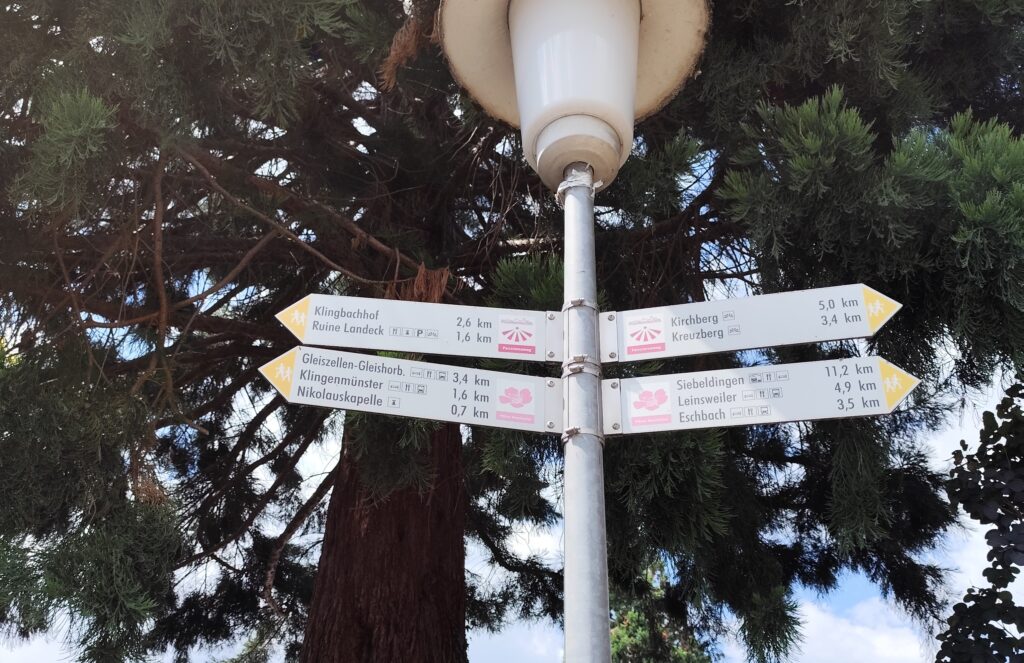 Klingbachhof 2,6 km
Ruine Landeck P 1,6 km
Gleiszellen-Gleishorb. 3,4 km
Klingenmünster 1,6 km
Nikolauskapelle 0,7 km
Kirchberg 5,0 km
Kreuzberg 3,4 km
Siebeldingen 11,2 km
Leinsweiler 4,9 km
Eschbach 3,5 km